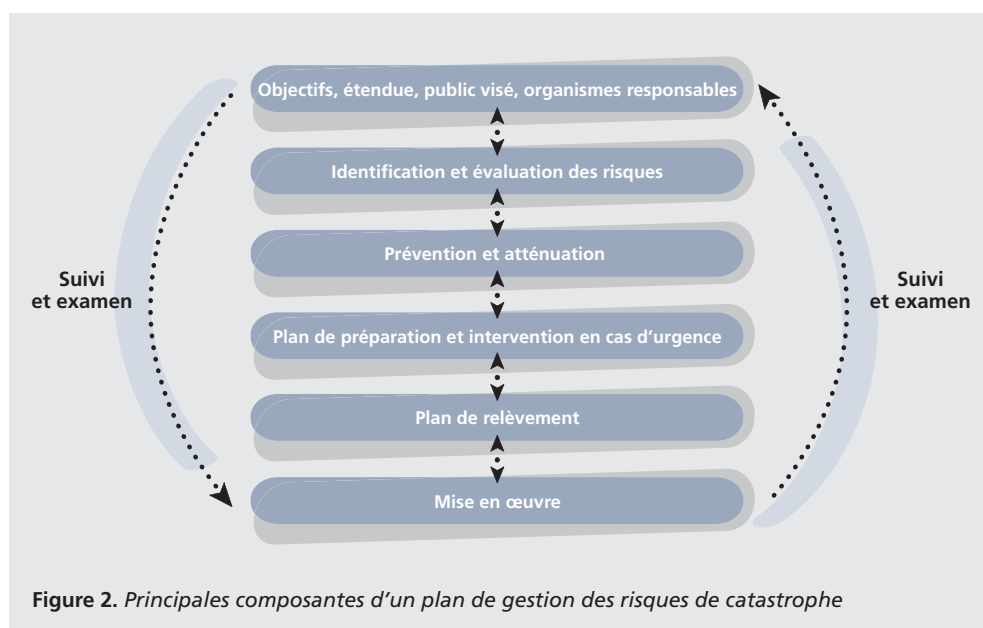 Objectifs, étendue, public visé, organismes responsables
Identification et évaluation des risques
Prévention et atténuation
Suivi
et examen
Suivi
et examen
Plan de préparation et intervention en cas d’urgence
Plan de relèvement
Mise en œuvre
Figure 2. Principales composantes d’un plan de gestion des risques de catastrophe